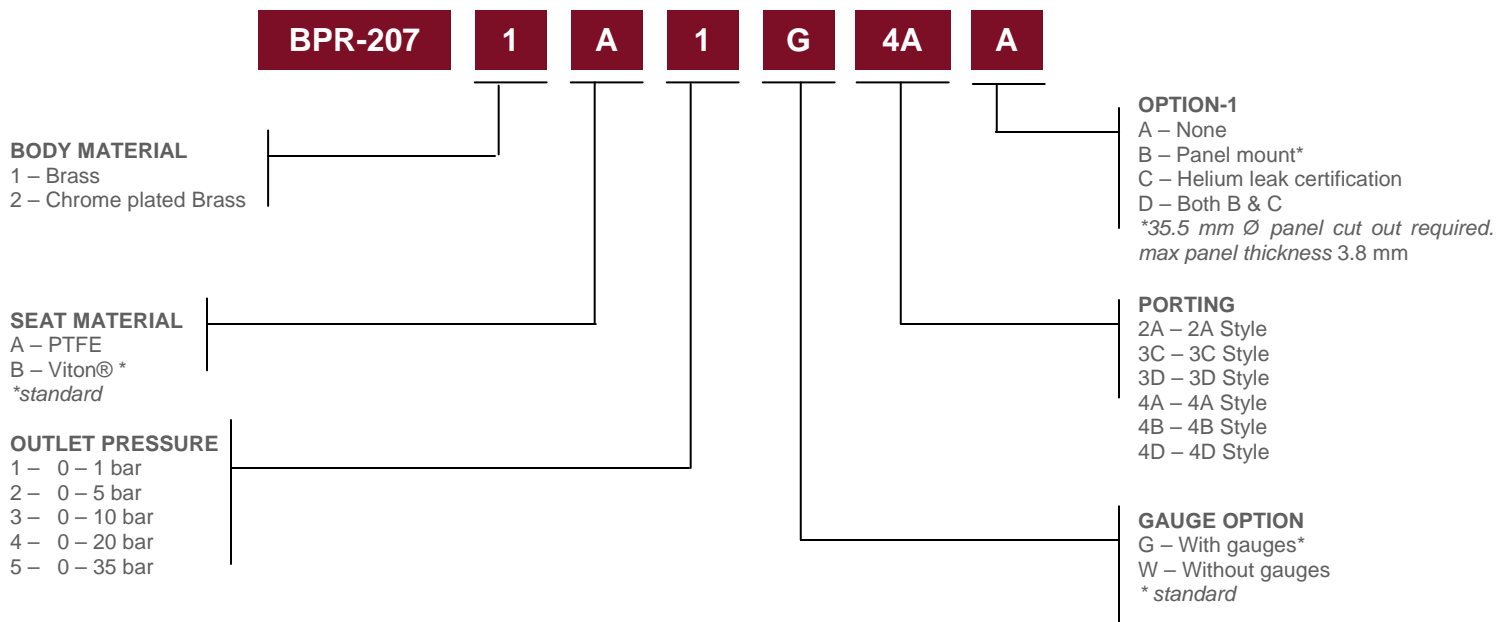 BPR-207 1 A 1 G 4A A
BODY MATERIAL
1 – Brass
2 – Chrome plated Brass
SEAT MATERIAL
A – PTFE
B – Viton® *
*standard
OUTLET PRESSURE
1 – 0 – 1 bar
2 – 0 – 5 bar
3 – 0 – 10 bar
4 – 0 – 20 bar
5 – 0 – 35 bar
OPTION-1
A – None
B – Panel mount*
C – Helium leak certification
D – Both B & C
*35.5 mm Ø panel cut out required.
max panel thickness 3.8 mm
PORTING
2A – 2A Style
3C – 3C Style
3D – 3D Style
4A – 4A Style
4B – 4B Style
4D – 4D Style
GAUGE OPTION
G – With gauges*
W – Without gauges
* standard